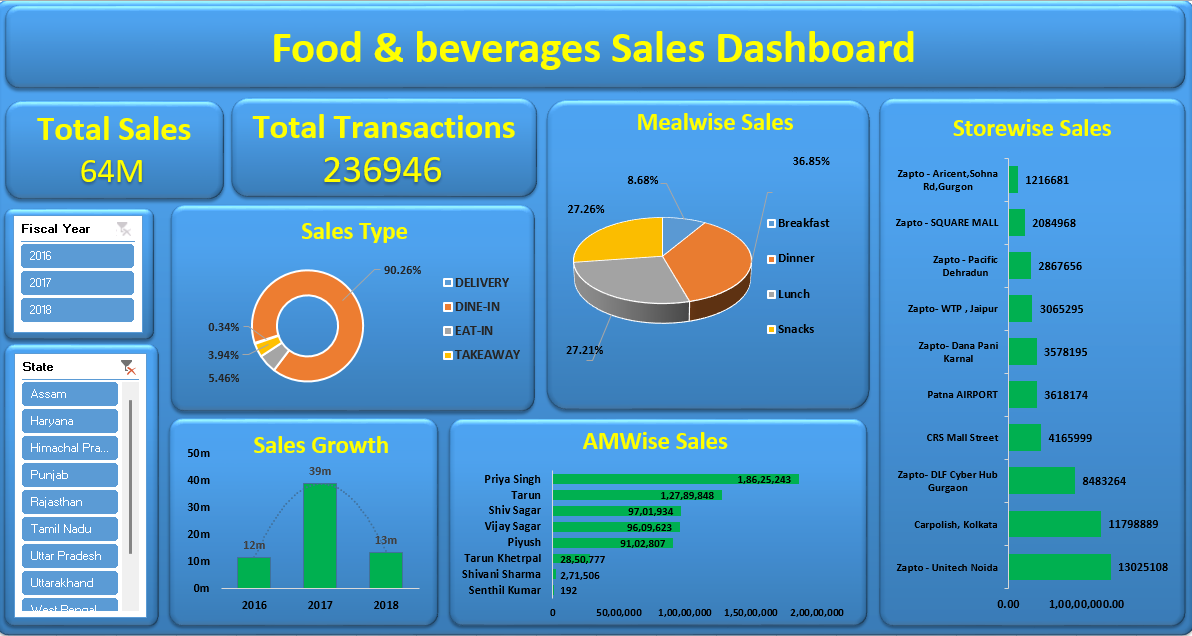 Food & beverages Sales Dashboard
Total Sales
64M
Total Transactions
236946
Fiscal Year
2016
2017
2018
State
Assam
Haryana
Himachal Pra...
Punjab
Rajasthan
Tamil Nadu
Uttar Pradesh
Uttarakhand
West Bengal
Sales Type
90.26%
0.34%
3.94%
5.46%
DELIVERY
DINE-IN
EAT-IN
TAKEAWAY
Mealwise Sales
36.85%
8.68%
27.26%
27.21%
Breakfast
Dinner
Lunch
Snacks
Sales Growth
50m
40m
30m
20m
10m
0m
12m
39m
13m
2016
2017
2018
AMWise Sales
Priya Singh 1,86,25,243
Tarun 1,27,89,848
Shiv Sagar 97,01,934
Vijay Sagar 96,09,623
Piyush 91,02,807
Tarun Khetrpal 28,50,777
Shivani Sharma 2,71,506
Senthil Kumar 192
0 50,00,000 1,00,00,000 1,50,00,000 2,00,00,000
Storewise Sales
Zapto - Aricent,Sohna
Rd,Gurgon
1216681
Zapto - SQUARE MALL 2084968
Zapto - Pacific
Dehradun
2867656
Zapto- WTP , Jaipur 3065295
Zapto- Dana Pani
Karnal
3578195
Patna AIRPORT 3618174
CRS Mall Street 4165999
Zapto- DLF Cyber Hub
Gurgaon
8483264
Carpolish, Kolkata 11798889
Zapto - Unitech Noida 13025108
0.00 1,00,00,000.00